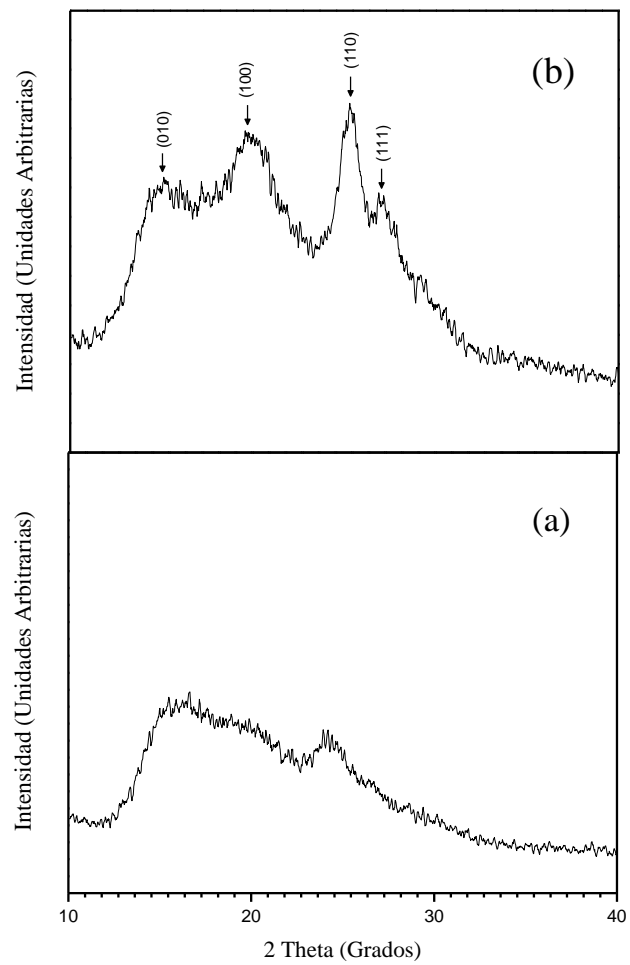 (b)
(010)
(100)
(110)
(111)
Intensidad (Unidades Arbitrarias)
(a)
Intensidad (Unidades Arbitrarias)
10
20
30
40
2 Theta (Grados)